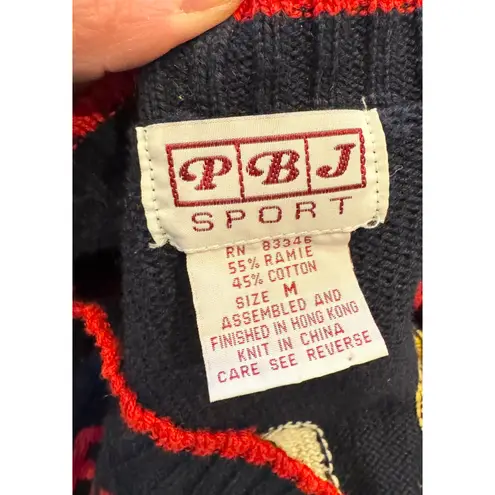 PBJ
SPORT
RN 83346
55% RAMIE
45% COTTON
SIZE M
ASSEMBLED AND
FINISHED IN HONG KONG
KNIT IN CHINA
CARE SEE REVERSE